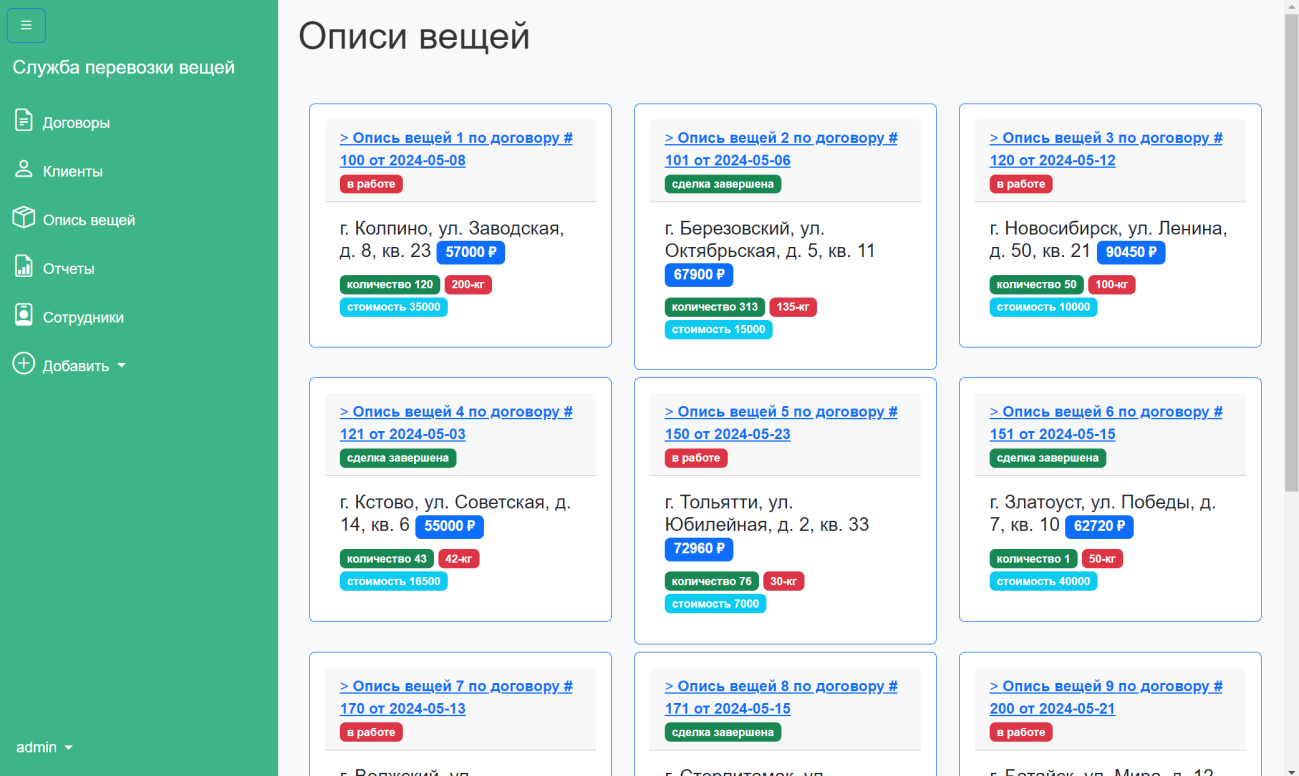 Служба перевозки вещей
Договоры
Клиенты
Опись вещей
Отчеты
Сотрудники
Добавить
admin
Описи вещей
> Опись вещей 1 по договору #
100 от 2024-05-08
в работе
г. Колпино, ул. Заводская,
д. 8, кв. 23 57000 ₽
количество 120 200-кг
стоимость 35000
> Опись вещей 2 по договору #
101 от 2024-05-06
сделка завершена
г. Березовский, ул.
Октябрьская, д. 5, кв. 11
67900 ₽
количество 313 135-кг
стоимость 15000
> Опись вещей 3 по договору #
120 от 2024-05-12
в работе
г. Новосибирск, ул. Ленина,
д. 50, кв. 21 90450 ₽
количество 50 100-кг
стоимость 10000
> Опись вещей 4 по договору #
121 от 2024-05-03
сделка завершена
г. Кстово, ул. Советская, д.
14, кв. 6 55000 ₽
количество 43 42-кг
стоимость 16500
> Опись вещей 5 по договору #
150 от 2024-05-23
в работе
г. Тольятти, ул.
Юбилейная, д. 2, кв. 33
72960 ₽
количество 76 30-кг
стоимость 7000
> Опись вещей 6 по договору #
151 от 2024-05-15
сделка завершена
г. Златоуст, ул. Победы, д.
7, кв. 10 62720 ₽
количество 1 50-кг
стоимость 40000
> Опись вещей 7 по договору #
170 от 2024-05-13
в работе
г. Волжский, ул.
> Опись вещей 8 по договору #
171 от 2024-05-15
сделка завершена
г. Стерлитамак, ул.
> Опись вещей 9 по договору #
200 от 2024-05-21
в работе
г. Батайск, ул. Мира, д. 12,